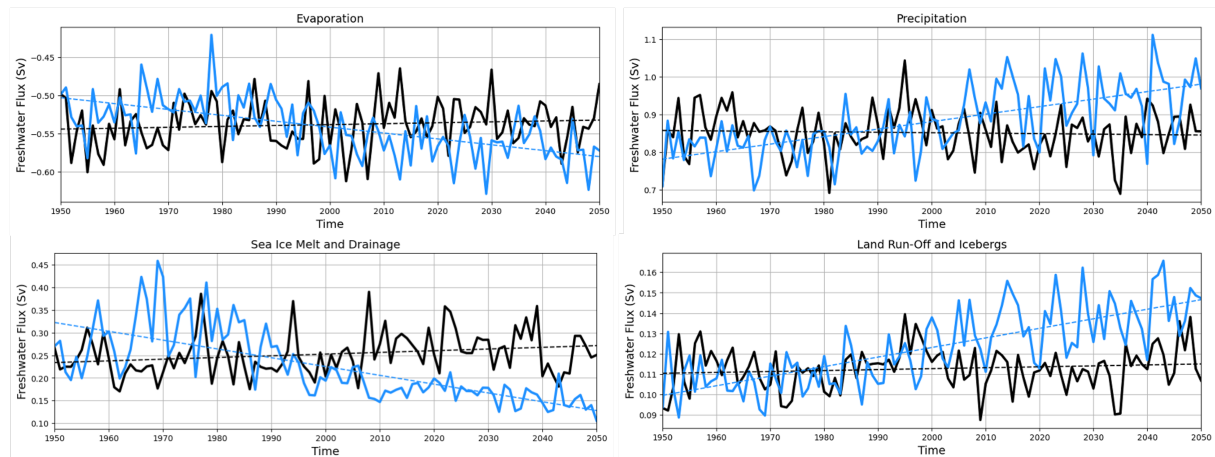 Evaporation
Freshwater Flux (Sv)
−0.45
−0.50
−0.55
−0.60
1950 1960 1970 1980 1990 2000 2010 2020 2030 2040 2050
Time
Precipitation
Freshwater Flux (Sv)
1.1
1.0
0.9
0.8
0.7
1950 1960 1970 1980 1990 2000 2010 2020 2030 2040 2050
Time
Sea Ice Melt and Drainage
Freshwater Flux (Sv)
0.45
0.40
0.35
0.30
0.25
0.20
0.15
0.10
1950 1960 1970 1980 1990 2000 2010 2020 2030 2040 2050
Time
Land Run-Off and Icebergs
Freshwater Flux (Sv)
0.16
0.15
0.14
0.13
0.12
0.11
0.10
0.09
1950 1960 1970 1980 1990 2000 2010 2020 2030 2040 2050
Time